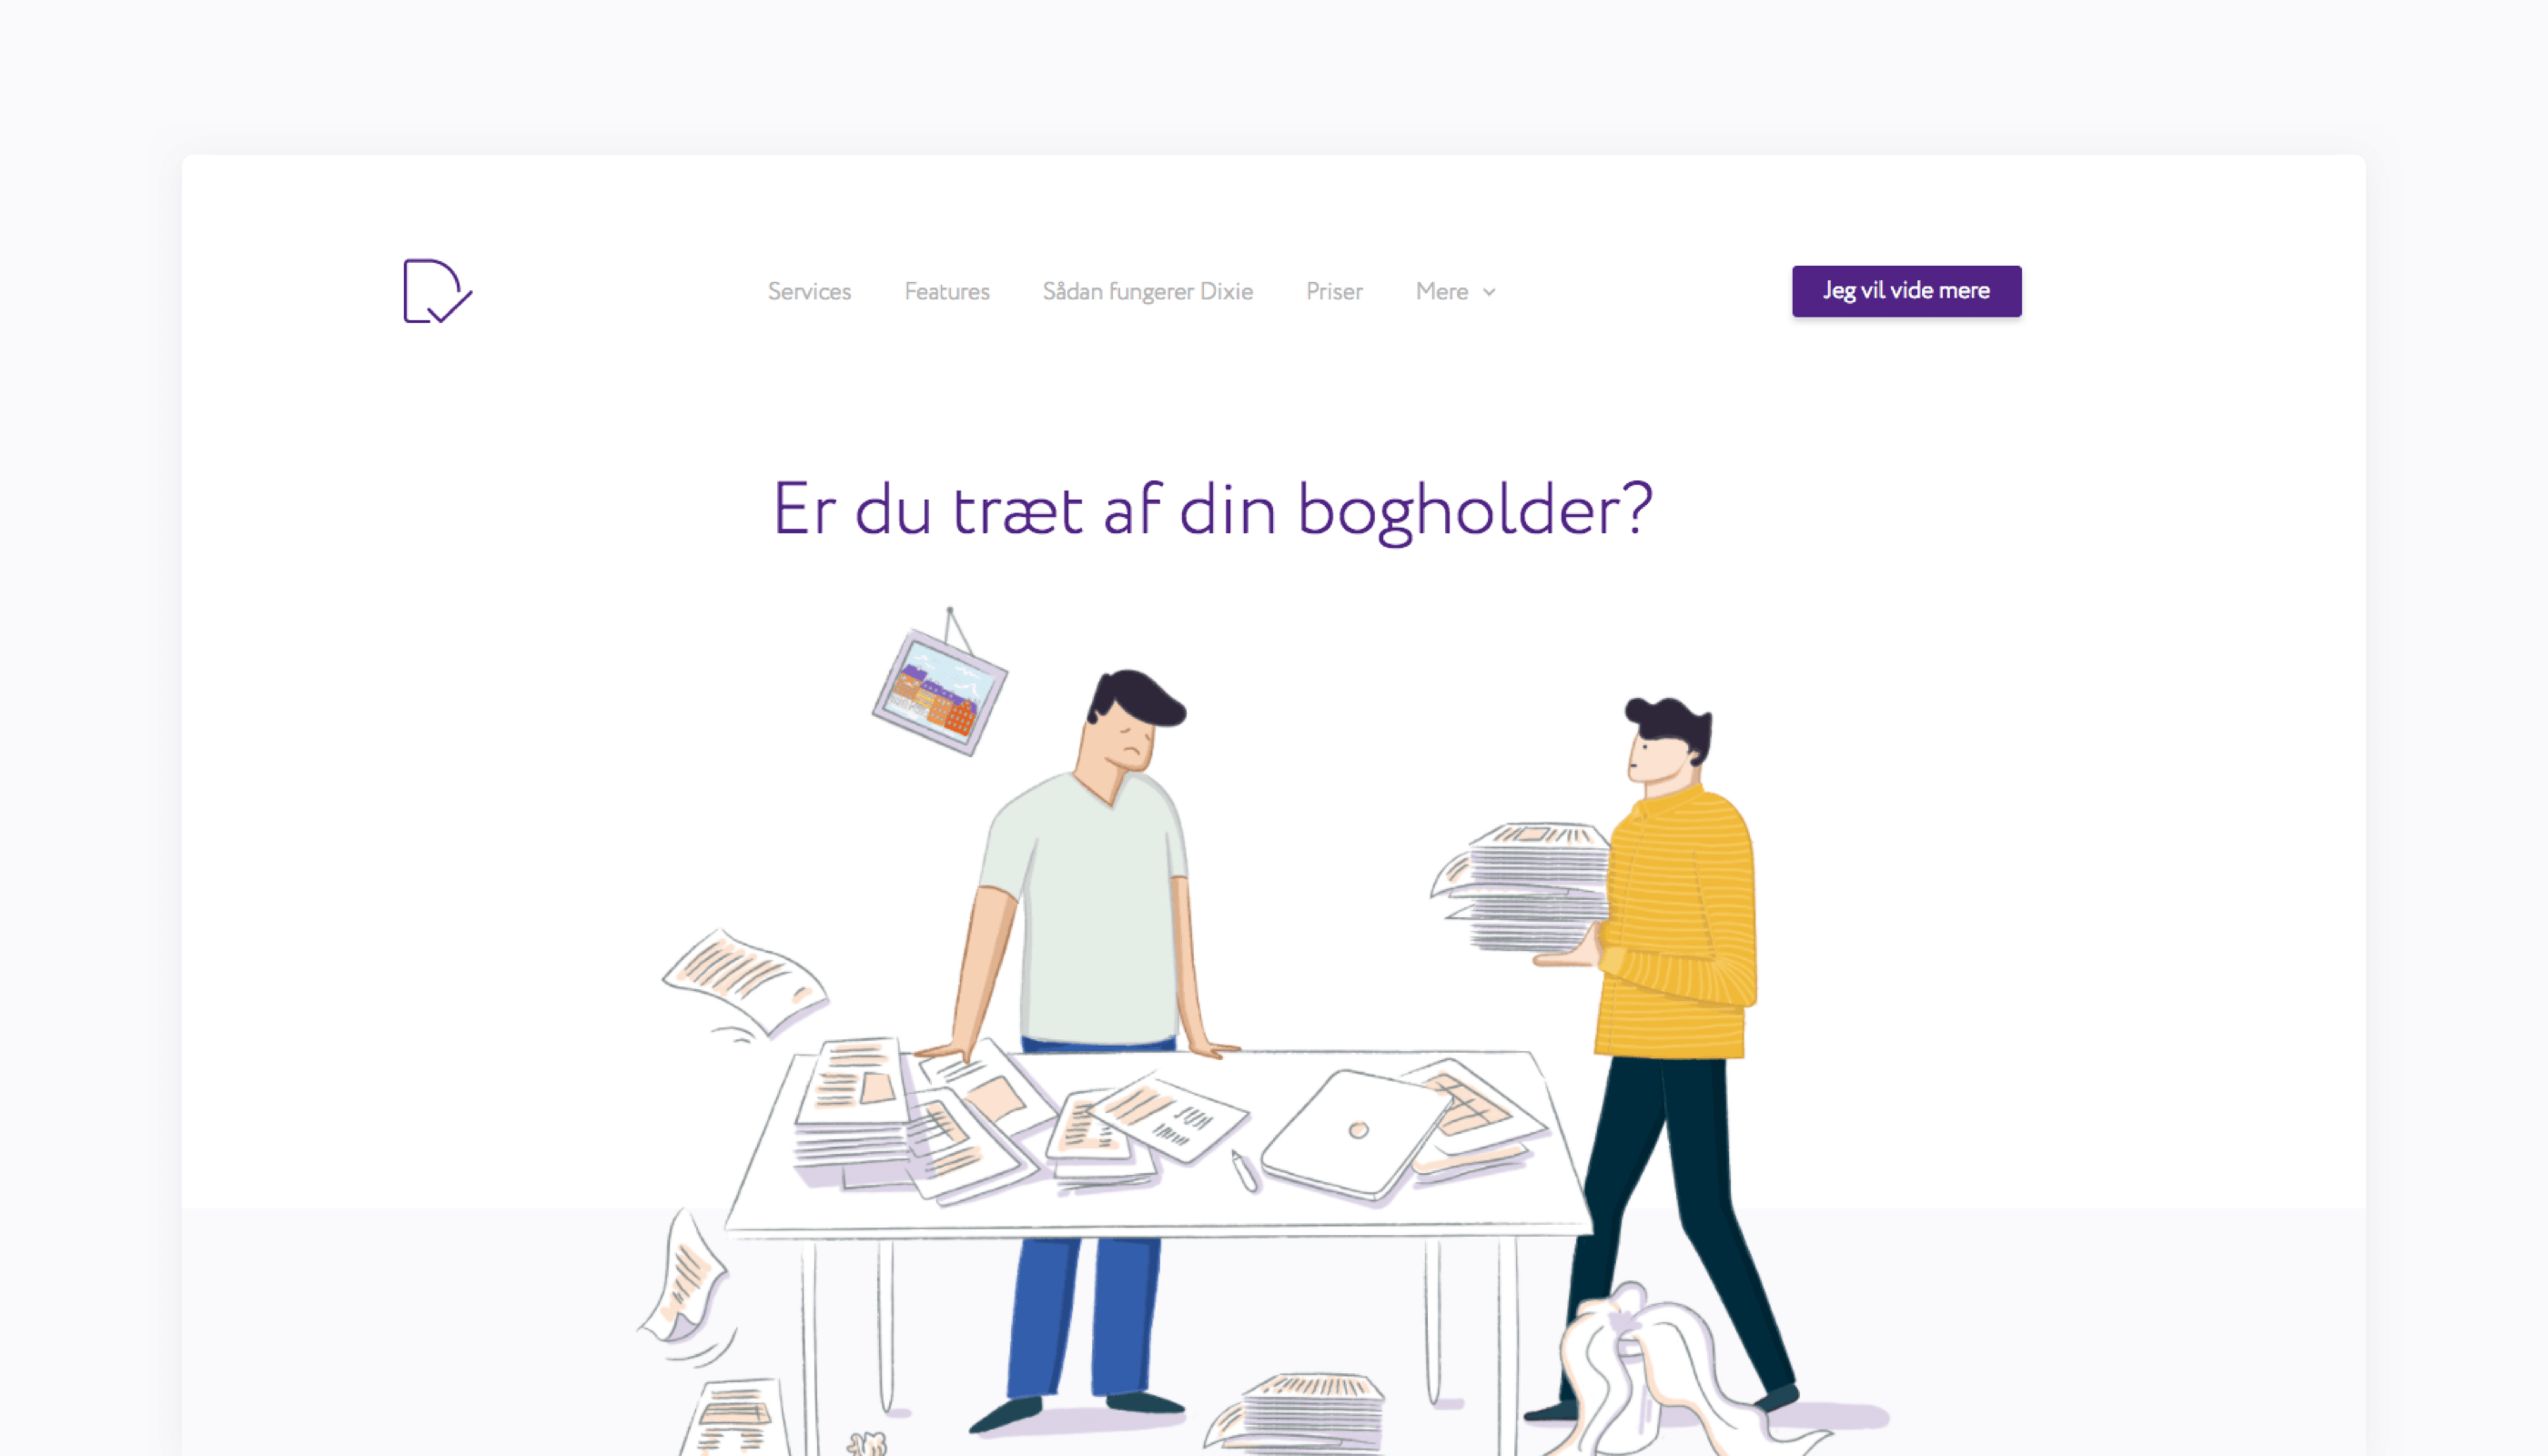 Services Features Sådan fungerer Dixie Priser Mere Jeg vil vide mere
Er du træt af din bogholder?